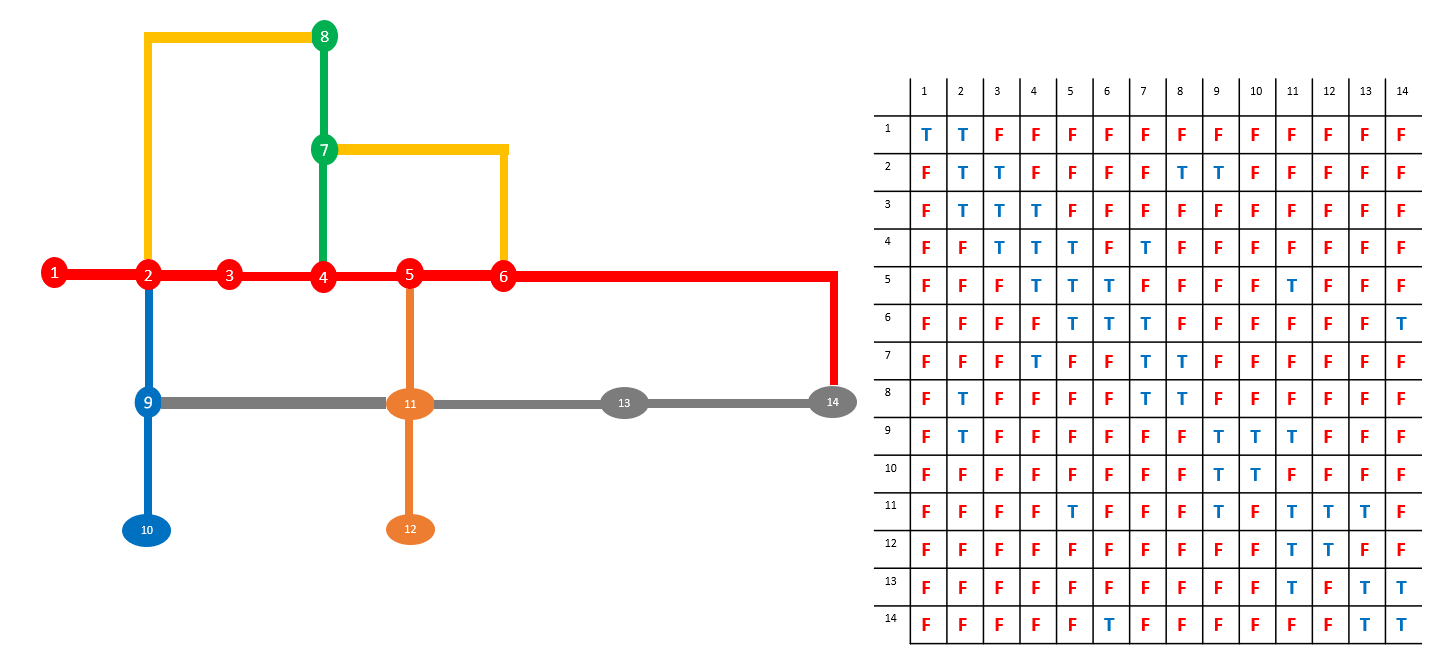 8
7
1 2 3 4 5 6
9 11 13 14
10 12
1 2 3 4 5 6 7 8 9 10 11 12 13 14
1 T T F F F F F F F F F F F F
2 F T T F F F F T T F F F F F
3 F T T T F F F F F F F F F F
4 F F T T T F T F F F F F F F
5 F F F T T T F F F F T F F F
6 F F F F T T T F F F F F F T
7 F F F T F F T T F F F F F F
8 F T F F F F T T F F F F F F
9 F T F F F F F F T T T F F F
10 F F F F F F F F T T F F F F
11 F F F F T F F F T F T T T F
12 F F F F F F F F F F T T F F
13 F F F F F F F F F F T F T T
14 F F F F F T F F F F F F T T